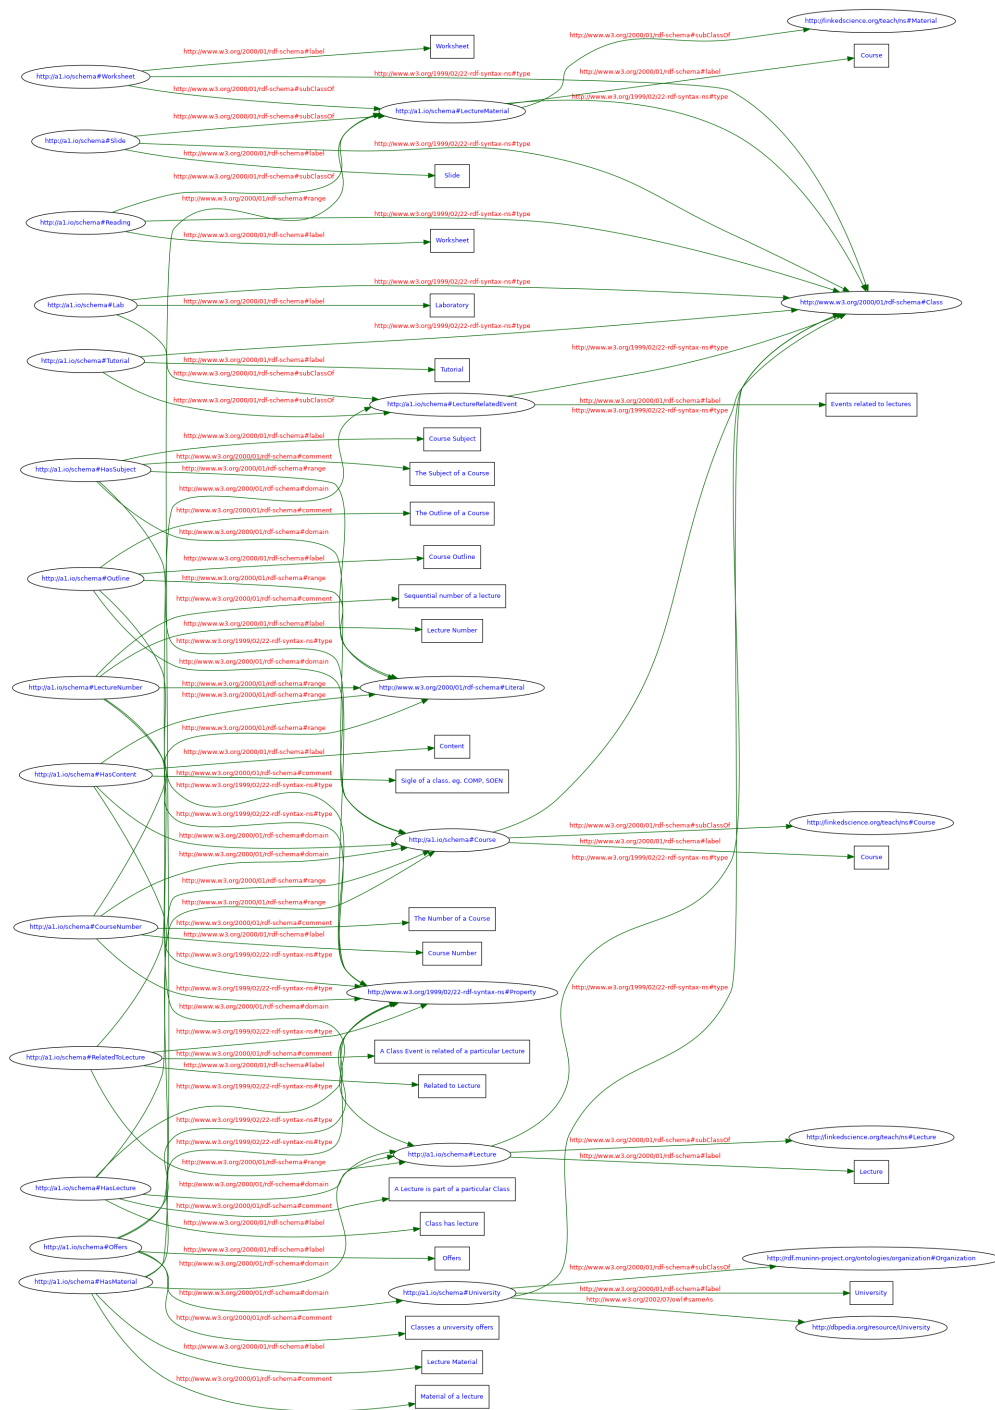 http://linkedscience.org/teach/ns#Material
http://www.w3.org/2000/01/rdf-schema#subClassOf
Worksheet
http://www.w3.org/2000/01/rdf-schema#label
Course
http://www.w3.org/2000/01/rdf-schema#label
http://a1.io/schema#Worksheet
http://www.w3.org/1999/02/22-rdf-syntax-ns#type
http://www.w3.org/2000/01/rdf-schema#subClassOf
http://www.w3.org/1999/02/22-rdf-syntax-ns#type
http://a1.io/schema#LectureMaterial
http://www.w3.org/2000/01/rdf-schema#subClassOf
http://a1.io/schema#Slide
http://www.w3.org/1999/02/22-rdf-syntax-ns#type
http://www.w3.org/2000/01/rdf-schema#label
Slide
http://www.w3.org/2000/01/rdf-schema#subClassOf
http://www.w3.org/2000/01/rdf-schema#range
http://www.w3.org/1999/02/22-rdf-syntax-ns#type
http://a1.io/schema#Reading
http://www.w3.org/2000/01/rdf-schema#label
Worksheet
http://www.w3.org/1999/02/22-rdf-syntax-ns#type
http://a1.io/schema#Lab
http://www.w3.org/2000/01/rdf-schema#label
Laboratory
http://www.w3.org/2000/01/rdf-schema#Class
http://www.w3.org/1999/02/22-rdf-syntax-ns#type
http://www.w3.org/1999/02/22-rdf-syntax-ns#type
http://a1.io/schema#Tutorial
http://www.w3.org/2000/01/rdf-schema#label
Tutorial
http://www.w3.org/2000/01/rdf-schema#subClassOf
http://www.w3.org/2000/01/rdf-schema#subClassOf
http://a1.io/schema#LectureRelatedEvent
http://www.w3.org/2000/01/rdf-schema#label
Events related to lectures
http://www.w3.org/1999/02/22-rdf-syntax-ns#type
http://www.w3.org/2000/01/rdf-schema#label
Course Subject
http://www.w3.org/2000/01/rdf-schema#comment
http://a1.io/schema#HasSubject
http://www.w3.org/2000/01/rdf-schema#range
The Subject of a Course
http://www.w3.org/2000/01/rdf-schema#domain
http://www.w3.org/2000/01/rdf-schema#comment
The Outline of a Course
http://www.w3.org/2000/01/rdf-schema#domain
http://www.w3.org/2000/01/rdf-schema#label
Course Outline
http://a1.io/schema#Outline
http://www.w3.org/2000/01/rdf-schema#range
http://www.w3.org/2000/01/rdf-schema#comment
Sequential number of a lecture
http://www.w3.org/2000/01/rdf-schema#label
Lecture Number
http://www.w3.org/1999/02/22-rdf-syntax-ns#type
http://www.w3.org/2000/01/rdf-schema#domain
http://a1.io/schema#LectureNumber
http://www.w3.org/2000/01/rdf-schema#range
http://www.w3.org/2000/01/rdf-schema#Literal
http://www.w3.org/2000/01/rdf-schema#range
http://www.w3.org/2000/01/rdf-schema#range
http://www.w3.org/2000/01/rdf-schema#label
Content
http://a1.io/schema#HasContent
http://www.w3.org/2000/01/rdf-schema#comment
Sigle of a class, eg. COMP, SOEN
http://www.w3.org/1999/02/22-rdf-syntax-ns#type
http://www.w3.org/1999/02/22-rdf-syntax-ns#type
http://www.w3.org/2000/01/rdf-schema#subClassOf
http://linkedscience.org/teach/ns#Course
http://www.w3.org/2000/01/rdf-schema#domain
http://a1.io/schema#Course
http://www.w3.org/2000/01/rdf-schema#label
Course
http://www.w3.org/2000/01/rdf-schema#domain
http://www.w3.org/1999/02/22-rdf-syntax-ns#type
http://www.w3.org/2000/01/rdf-schema#range
http://www.w3.org/2000/01/rdf-schema#range
http://a1.io/schema#CourseNumber
http://www.w3.org/2000/01/rdf-schema#comment
The Number of a Course
http://www.w3.org/2000/01/rdf-schema#label
Course Number
http://www.w3.org/1999/02/22-rdf-syntax-ns#type
http://www.w3.org/1999/02/22-rdf-syntax-ns#type
http://www.w3.org/1999/02/22-rdf-syntax-ns#Property
http://www.w3.org/1999/02/22-rdf-syntax-ns#type
http://www.w3.org/2000/01/rdf-schema#domain
http://www.w3.org/1999/02/22-rdf-syntax-ns#type
http://a1.io/schema#RelatedToLecture
http://www.w3.org/2000/01/rdf-schema#comment
A Class Event is related of a particular Lecture
http://www.w3.org/2000/01/rdf-schema#label
Related to Lecture
http://www.w3.org/1999/02/22-rdf-syntax-ns#type
http://www.w3.org/1999/02/22-rdf-syntax-ns#type
http://www.w3.org/1999/02/22-rdf-syntax-ns#type
http://www.w3.org/2000/01/rdf-schema#subClassOf
http://linkedscience.org/teach/ns#Lecture
http://www.w3.org/2000/01/rdf-schema#range
http://a1.io/schema#Lecture
http://www.w3.org/2000/01/rdf-schema#label
Lecture
http://a1.io/schema#HasLecture
http://www.w3.org/2000/01/rdf-schema#domain
A Lecture is part of a particular Class
http://www.w3.org/2000/01/rdf-schema#comment
http://www.w3.org/2000/01/rdf-schema#label
Class has lecture
http://a1.io/schema#Offers
http://www.w3.org/2000/01/rdf-schema#label
Offers
http://www.w3.org/2000/01/rdf-schema#domain
http://www.w3.org/2000/01/rdf-schema#subClassOf
http://rdf.muninn-project.org/ontologies/organization#Organization
http://a1.io/schema#HasMaterial
http://www.w3.org/2000/01/rdf-schema#domain
http://a1.io/schema#University
http://www.w3.org/2000/01/rdf-schema#label
University
http://www.w3.org/2002/07/owl#sameAs
http://www.w3.org/2000/01/rdf-schema#comment
Classes a university offers
http://dbpedia.org/resource/University
http://www.w3.org/2000/01/rdf-schema#label
Lecture Material
http://www.w3.org/2000/01/rdf-schema#comment
Material of a lecture